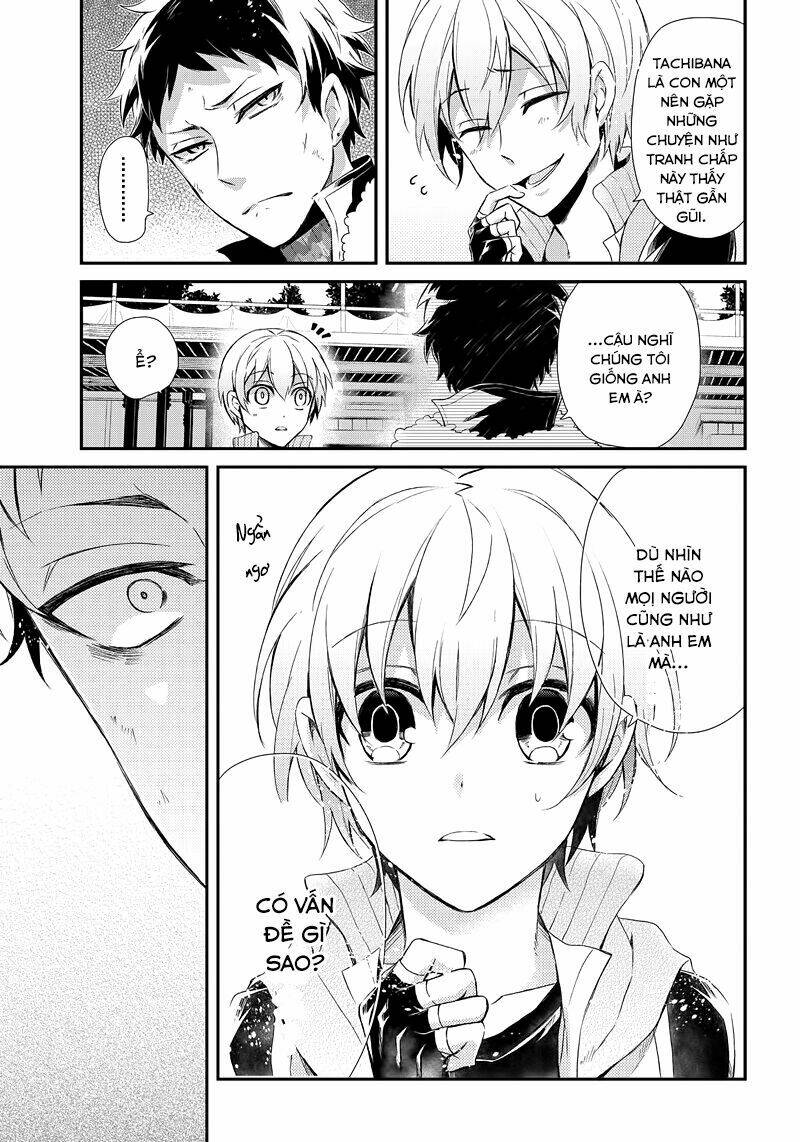 TACHIBANA
LÀ CON MỘT
NÊN GẶP
NHỮNG
CHUYỆN NHƯ
TRANH CHẤP
NÀY THẤY
THẬT GẦN
GŨI.
.........
...CẬU NGHĨ
CHÚNG TÔI
GIỐNG ANH
EM À?
Ể?
DÙ NHÌN
THẾ NÀO
MỌI NGƯỜI
CŨNG NHƯ
LÀ ANH EM
MÀ...
Ngẩn
ngơ
CÓ VẤN
ĐỀ GÌ
SAO?